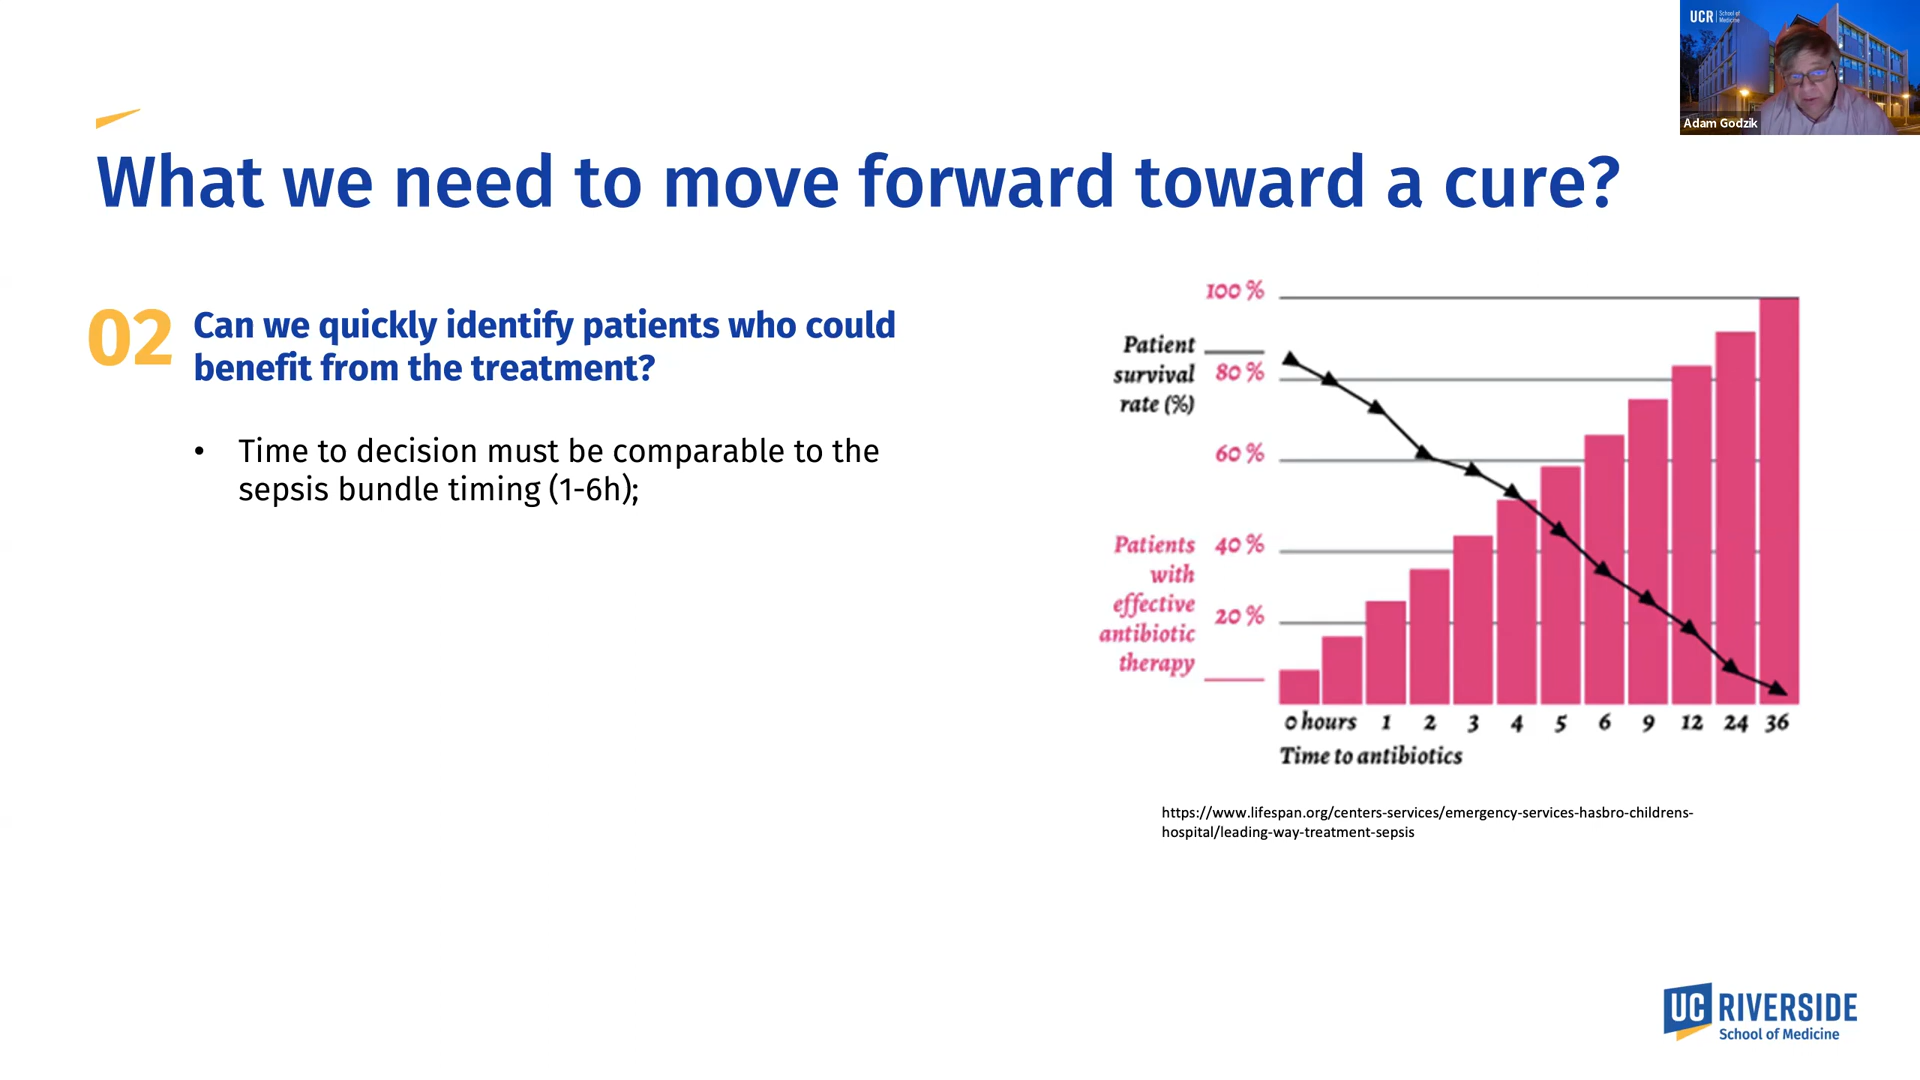 UCR School of
Medicine
Adam Godzik
What we need to move forward toward a cure?
02 Can we quickly identify patients who could
benefit from the treatment?
• Time to decision must be comparable to the
sepsis bundle timing (1-6h);
100 %
Patient
survival
rate (%)
80 %
60 %
Patients
with
effective
antibiotic
therapy
40 %
20 %
0 hours 1 2 3 4 5 6 9 12 24 36
Time to antibiotics
https://www.lifespan.org/centers-services/emergency-services-hasbro-childrens-
hospital/leading-way-treatment-sepsis
UC RIVERSIDE
School of Medicine